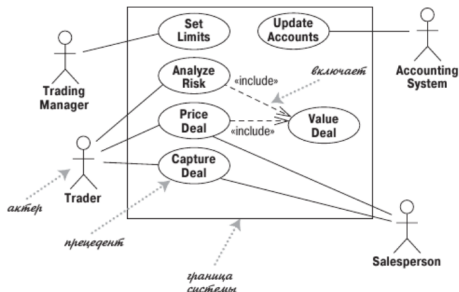 Set
Limits
Update
Accounts
Trading
Manager
Accounting
System
Analyze
Risk
«include»
включает
Price
Deal
«include»
Value
Deal
Trader
Capture
Deal
актер
прецедент
Salesperson
граница
системы